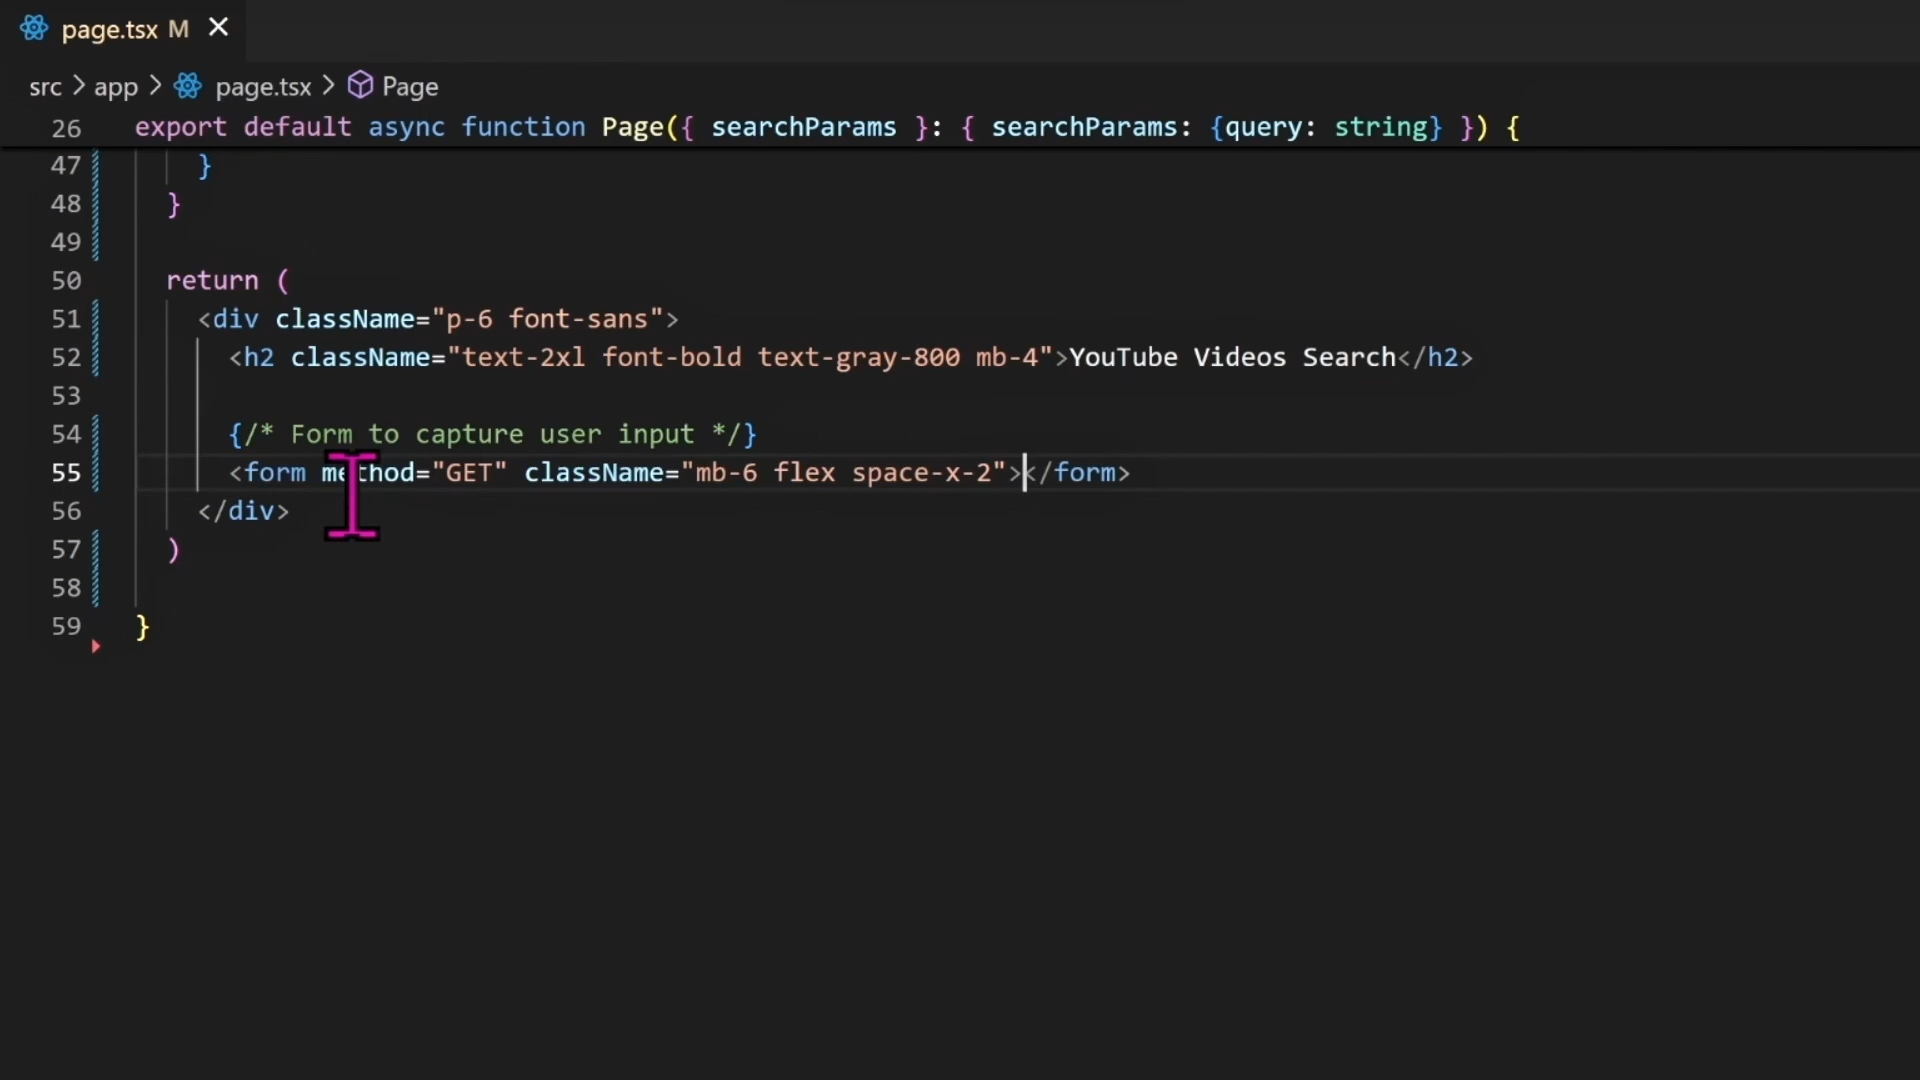 page.tsx M
src > app > page.tsx > Page
26 export default async function Page({ searchParams }: { searchParams: {query: string} }) {
47 }
48 }
49
50 return (
51 <div className="p-6 font-sans">
52 <h2 className="text-2xl font-bold text-gray-800 mb-4">YouTube Videos Search</h2>
53
54 {/* Form to capture user input */}
55 <form method="GET" className="mb-6 flex space-x-2"></form>
56 </div>
57 )
58
59 }